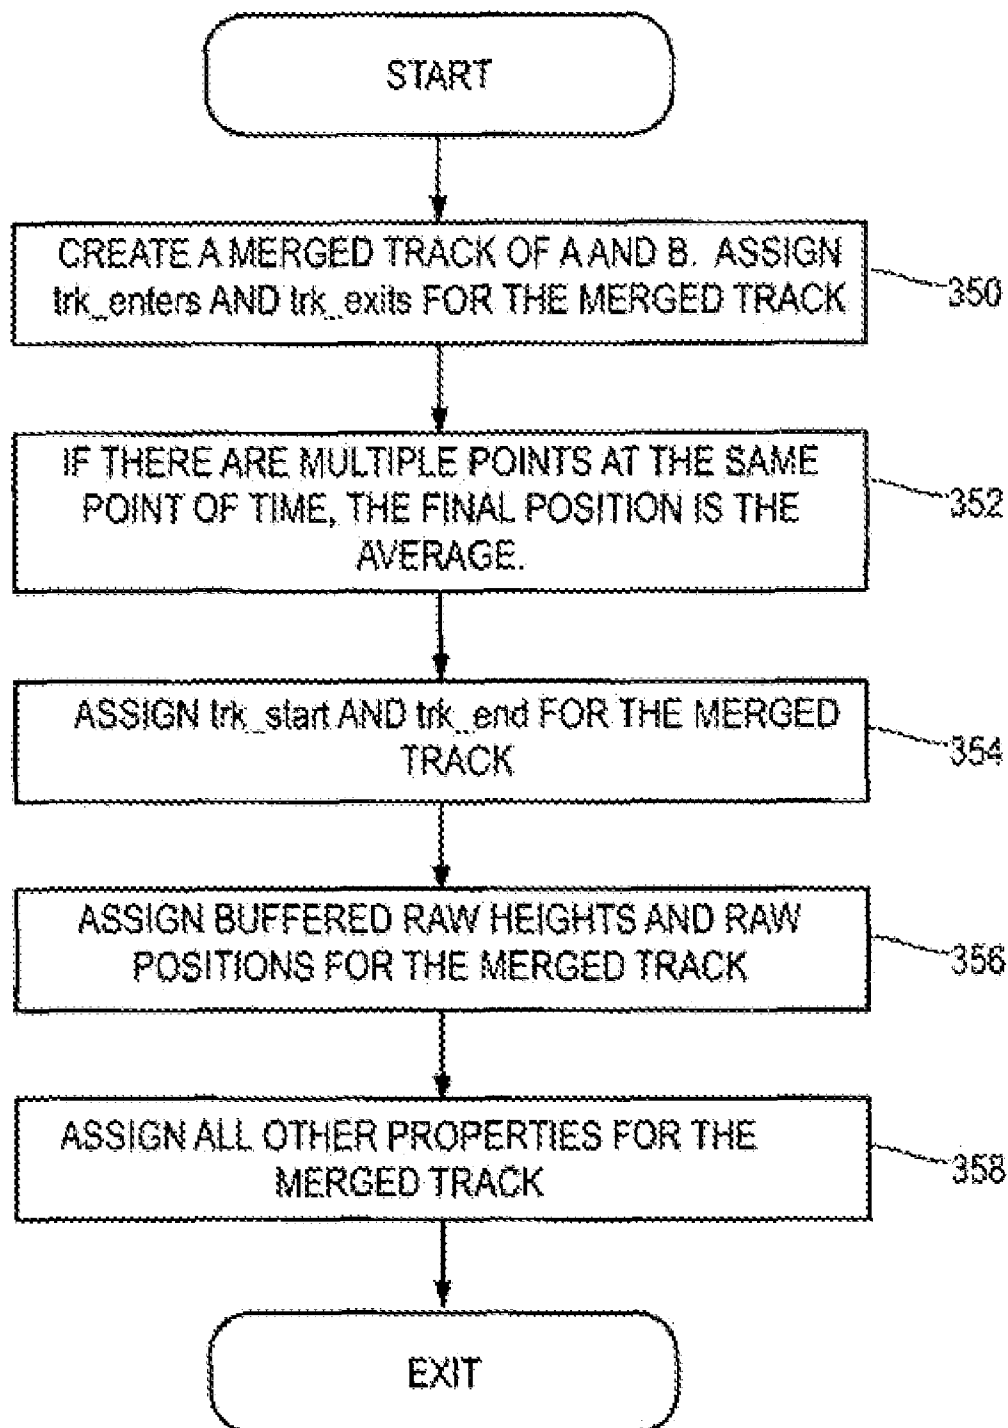 START
CREATE A MERGED TRACK OF A AND B. ASSIGN
trk_enters AND trk_exits FOR THE MERGED TRACK
350
IF THERE ARE MULTIPLE POINTS AT THE SAME
POINT OF TIME, THE FINAL POSITION IS THE
AVERAGE.
352
ASSIGN trk_start AND trk_end FOR THE MERGED
TRACK
354
ASSIGN BUFFERED RAW HEIGHTS AND RAW
POSITIONS FOR THE MERGED TRACK
356
ASSIGN ALL OTHER PROPERTIES FOR THE
MERGED TRACK
358
EXIT